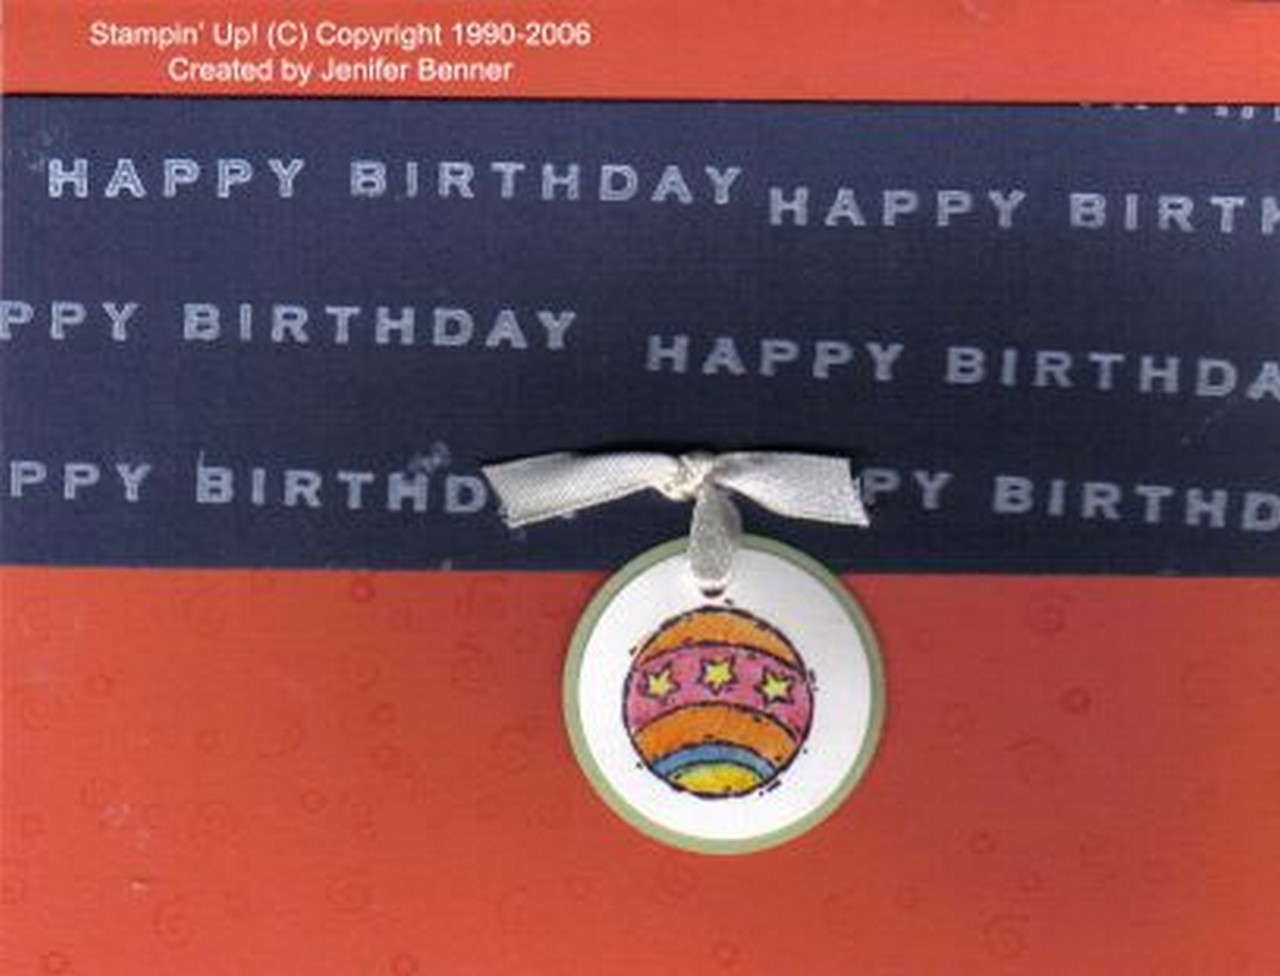 Stampin' Up! (C) Copyright 1990-2006
Created by Jenifer Benner
HAPPY BIRTHDAY HAPPY BIRTH
PPY BIRTHDAY HAPPY BIRTHDA
PPY BIRTHD PY BIRTHD